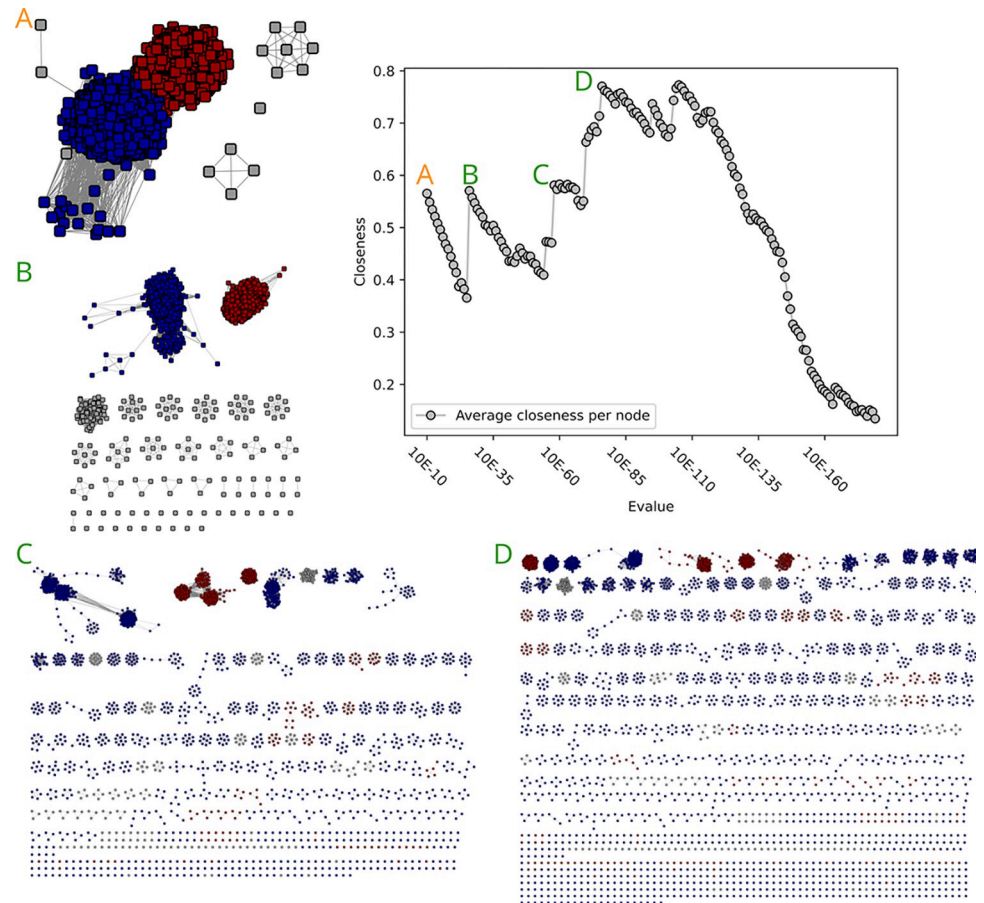 A
B
C
D
A
B
C
D
0.8
0.7
0.6
0.5
0.4
0.3
0.2
Closeness
Average closeness per node
10E-10
10E-35
10E-60
10E-85
10E-110
10E-135
10E-160
Evalue